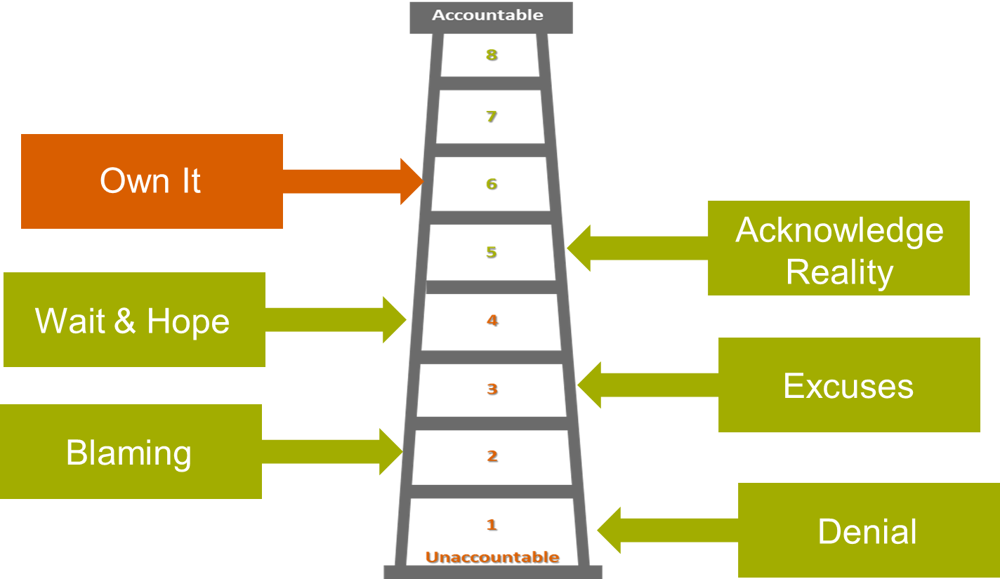 Accountable
8
7
Own It
6
Acknowledge
Reality
5
Wait & Hope
4
Excuses
3
Blaming
2
Denial
1
Unaccountable